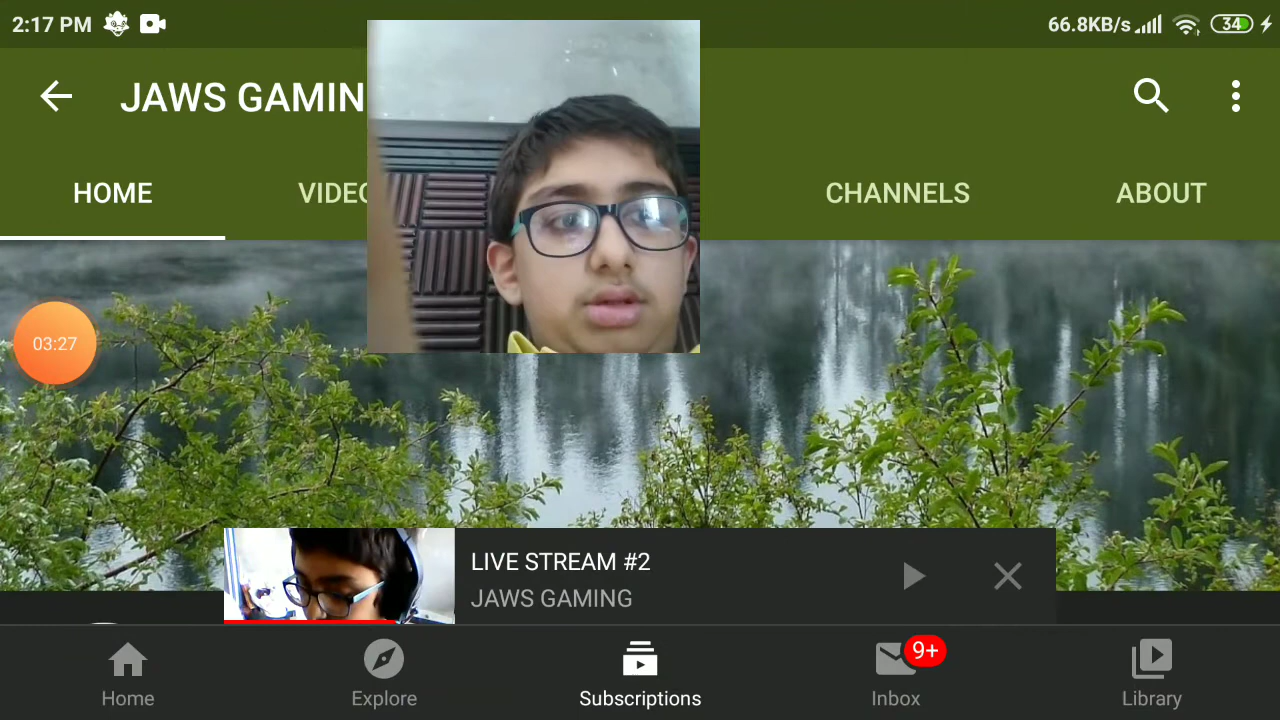 2:17 PM 66.8KB/s 34
JAWS GAMIN
HOME VIDEO CHANNELS ABOUT
03:27
LIVE STREAM #2
JAWS GAMING
9+
Home Explore Subscriptions Inbox Library